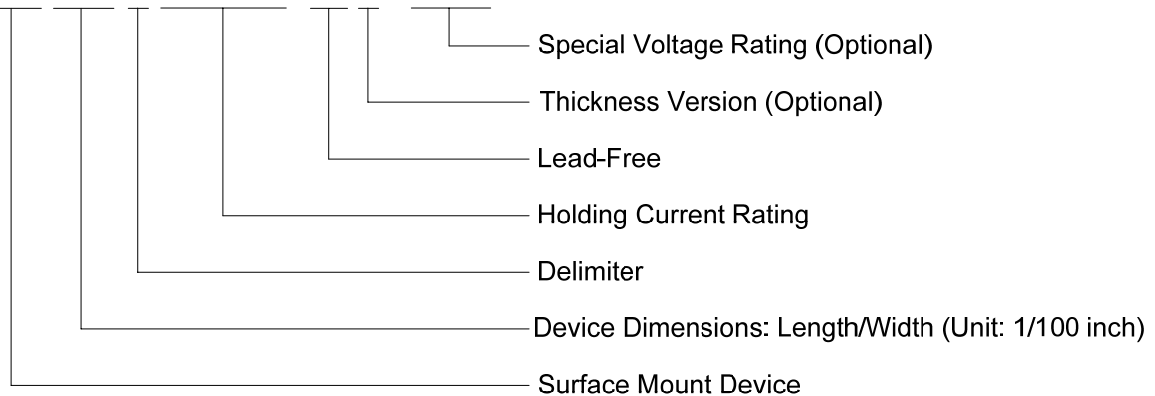 Special Voltage Rating (Optional)
Thickness Version (Optional)
Lead-Free
Holding Current Rating
Delimiter
Device Dimensions: Length/Width (Unit: 1/100 inch)
Surface Mount Device